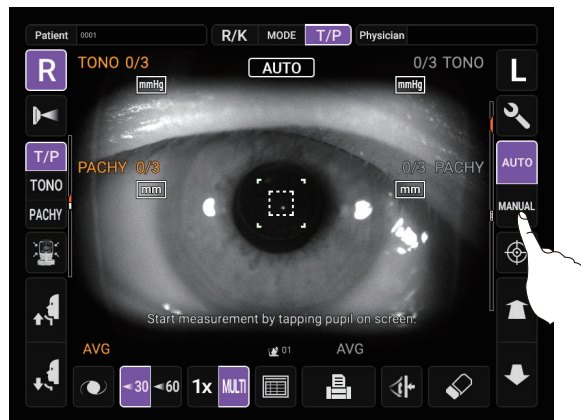 Patient 0001 R/K MODE T/P Physician
R TONO 0/3 AUTO 0/3 TONO L
mmHg mmHg
T/P PACHY 0/3 0/3 PACHY AUTO
mm mm
TONO
PACHY MANUAL
Start measurement by tapping pupil on screen.
AVG 01 AVG
30 60 1x MULTI